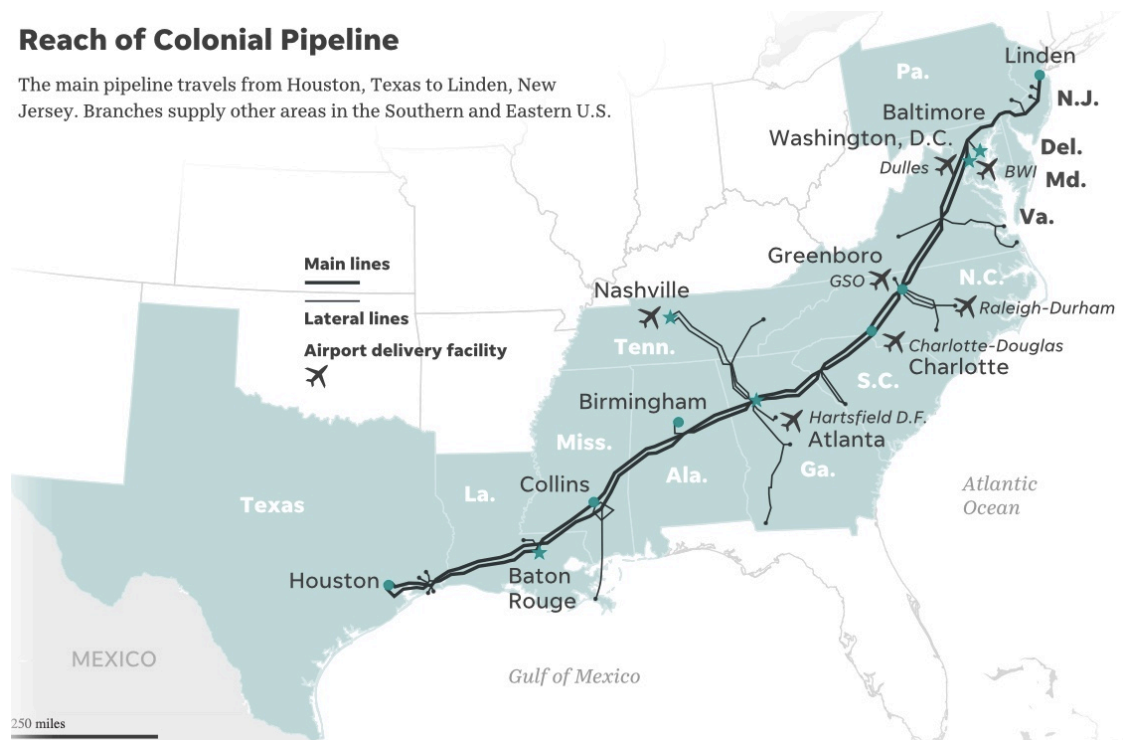 Reach of Colonial Pipeline
The main pipeline travels from Houston, Texas to Linden, New
Jersey. Branches supply other areas in the Southern and Eastern U.S.
Linden
Pa.
N.J.
Baltimore
Washington, D.C.
Del.
Dulles
BWI
Md.
Va.
Main lines
Lateral lines
Airport delivery facility
Greenboro
GSO
N.C.
Nashville
Raleigh-Durham
Tenn.
Charlotte-Douglas
Charlotte
S.C.
Birmingham
Hartsfield D.F.
Atlanta
Miss.
Ala.
Ga.
Collins
La.
Texas
Atlantic
Ocean
Houston
Baton
Rouge
MEXICO
Gulf of Mexico
250 miles